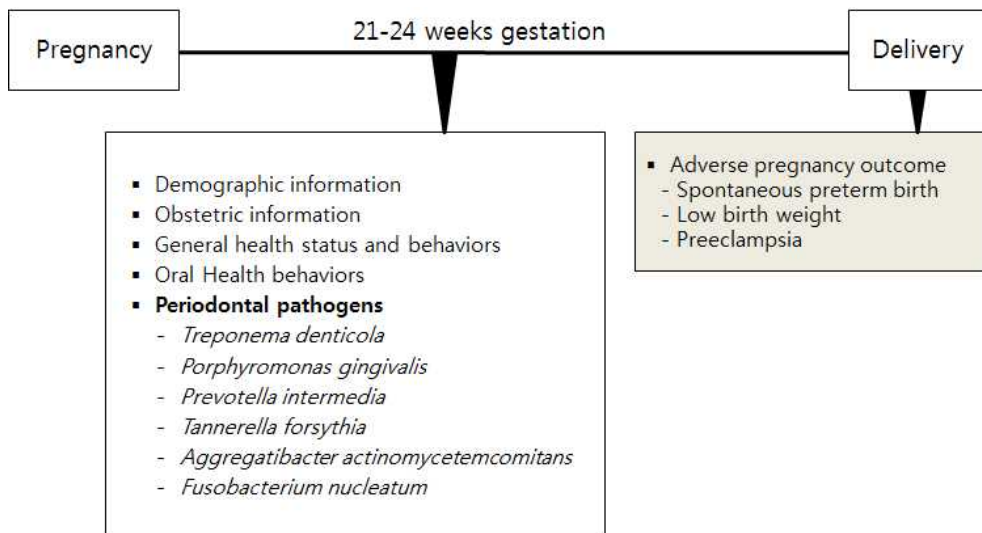 Pregnancy
21-24 weeks gestation
Delivery
▪ Demographic information
▪ Obstetric information
▪ General health status and behaviors
▪ Oral Health behaviors
▪ Periodontal pathogens
- Treponema denticola
- Porphyromonas gingivalis
- Prevotella intermedia
- Tannerella forsythia
- Aggregatibacter actinomycetemcomitans
- Fusobacterium nucleatum
▪ Adverse pregnancy outcome
- Spontaneous preterm birth
- Low birth weight
- Preeclampsia